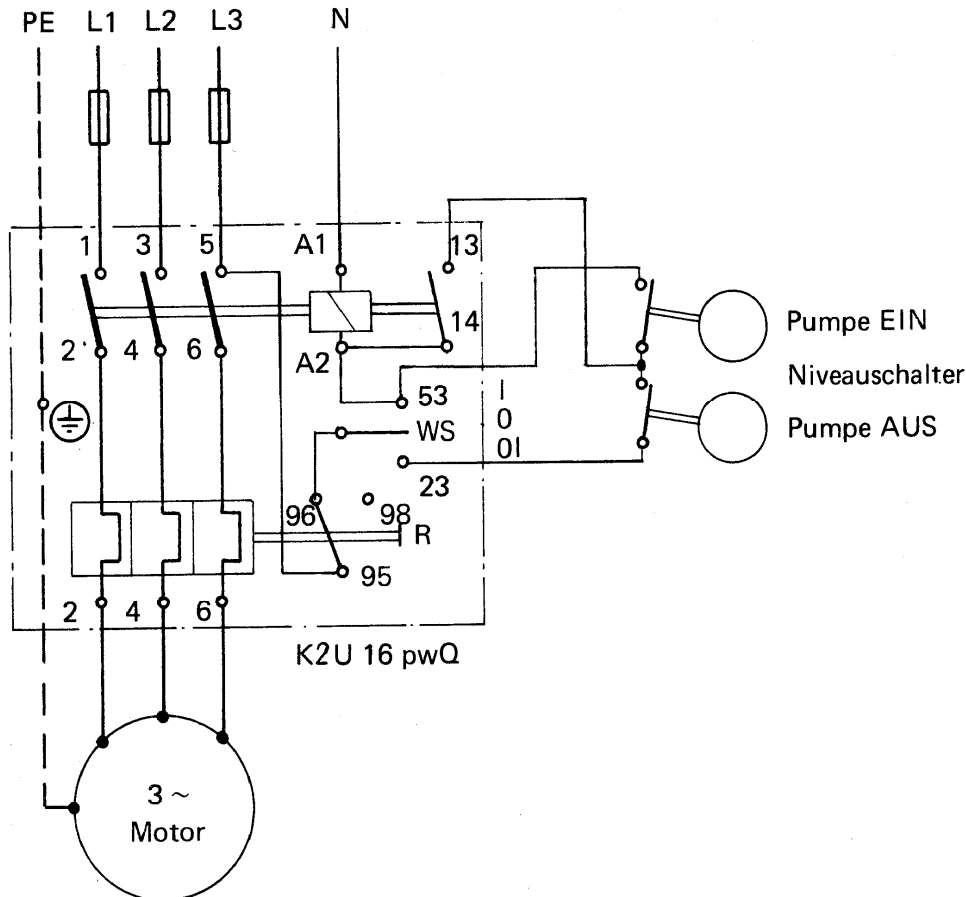 PE L1 L2 L3 N
1 3 5 A1 13
2 4 6 A2 14
Pumpe EIN
Niveauschalter
Pumpe AUS
53 I
WS 0
23 0I
96 98 R
95
2 4 6
K2U 16 pwQ
3 ~
Motor